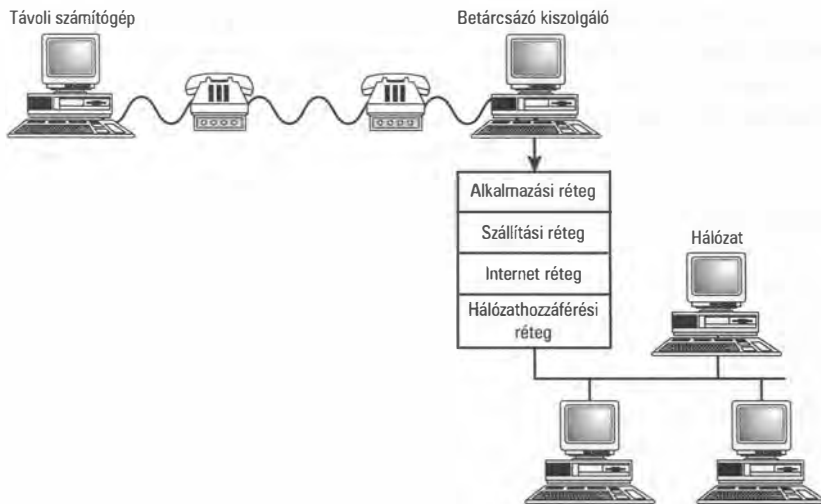 Távoli számítógép
Betárcsázó kiszolgáló
Alkalmazási réteg
Szállítási réteg
Internet réteg
Hálózathozzáférési
réteg
Hálózat